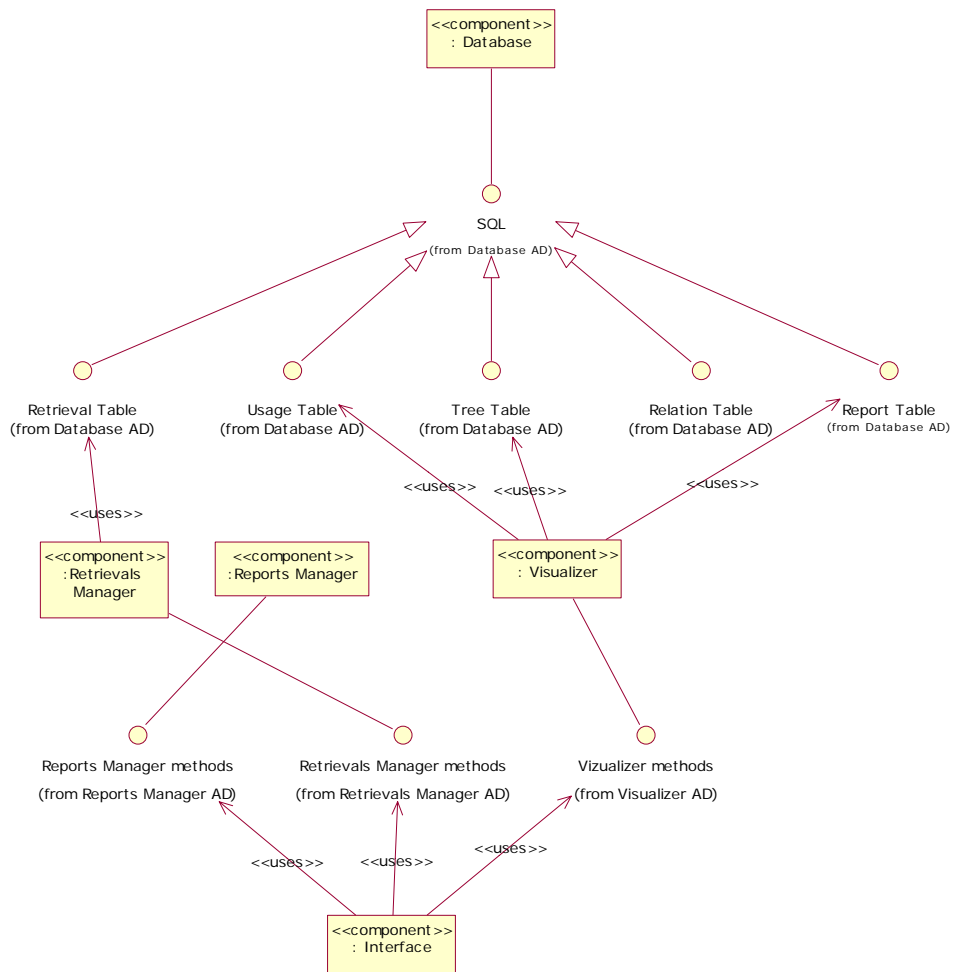 <<component>>
: Database
SQL
(from Database AD)
Retrieval Table
(from Database AD)
Usage Table
(from Database AD)
Tree Table
(from Database AD)
Relation Table
(from Database AD)
Report Table
(from Database AD)
<<uses>>
<<uses>>
<<uses>>
<<uses>>
<<component>>
:Retrievals
Manager
<<component>>
:Reports Manager
<<component>>
: Visualizer
Reports Manager methods
(from Reports Manager AD)
Retrievals Manager methods
(from Retrievals Manager AD)
Vizualizer methods
(from Visualizer AD)
<<uses>>
<<uses>>
<<uses>>
<<component>>
: Interface